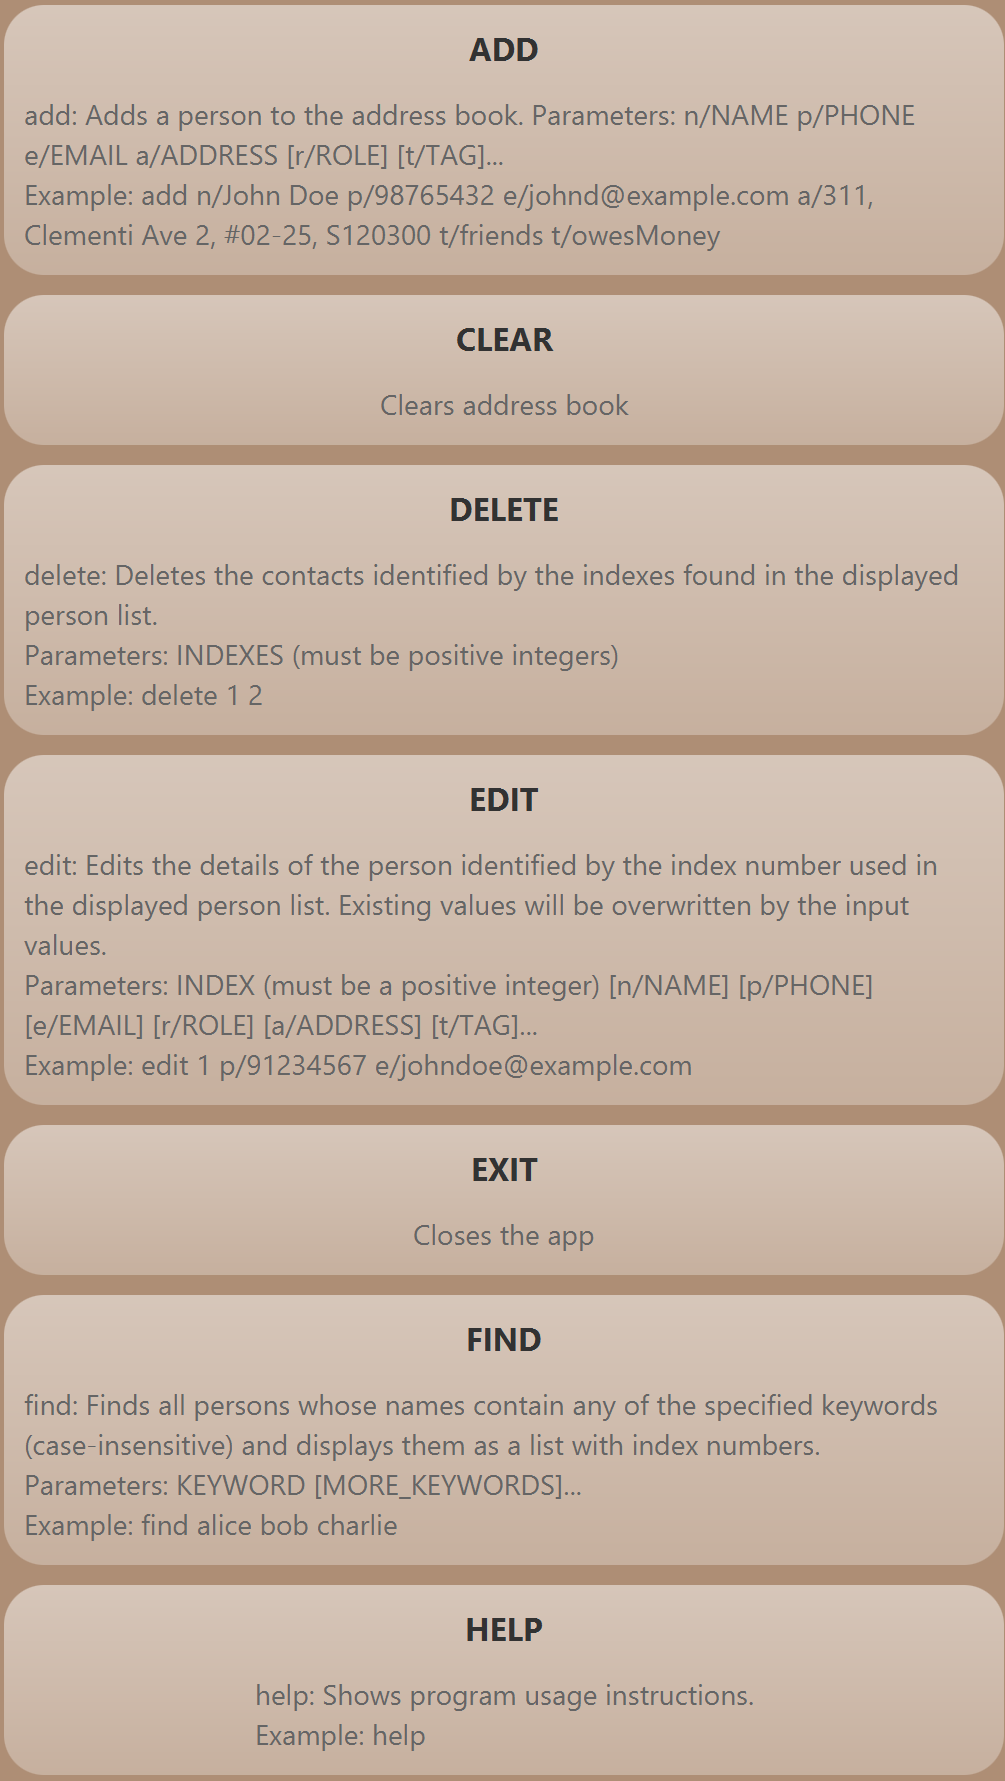 ADD
add: Adds a person to the address book. Parameters: n/NAME p/PHONE
e/EMAIL a/ADDRESS [r/ROLE] [t/TAG]...
Example: add n/John Doe p/98765432 e/johnd@example.com a/311,
Clementi Ave 2, #02-25, S120300 t/friends t/owesMoney
CLEAR
Clears address book
DELETE
delete: Deletes the contacts identified by the indexes found in the displayed
person list.
Parameters: INDEXES (must be positive integers)
Example: delete 1 2
EDIT
edit: Edits the details of the person identified by the index number used in
the displayed person list. Existing values will be overwritten by the input
values.
Parameters: INDEX (must be a positive integer) [n/NAME] [p/PHONE]
[e/EMAIL] [r/ROLE] [a/ADDRESS] [t/TAG]...
Example: edit 1 p/91234567 e/johndoe@example.com
EXIT
Closes the app
FIND
find: Finds all persons whose names contain any of the specified keywords
(case-insensitive) and displays them as a list with index numbers.
Parameters: KEYWORD [MORE_KEYWORDS]...
Example: find alice bob charlie
HELP
help: Shows program usage instructions.
Example: help